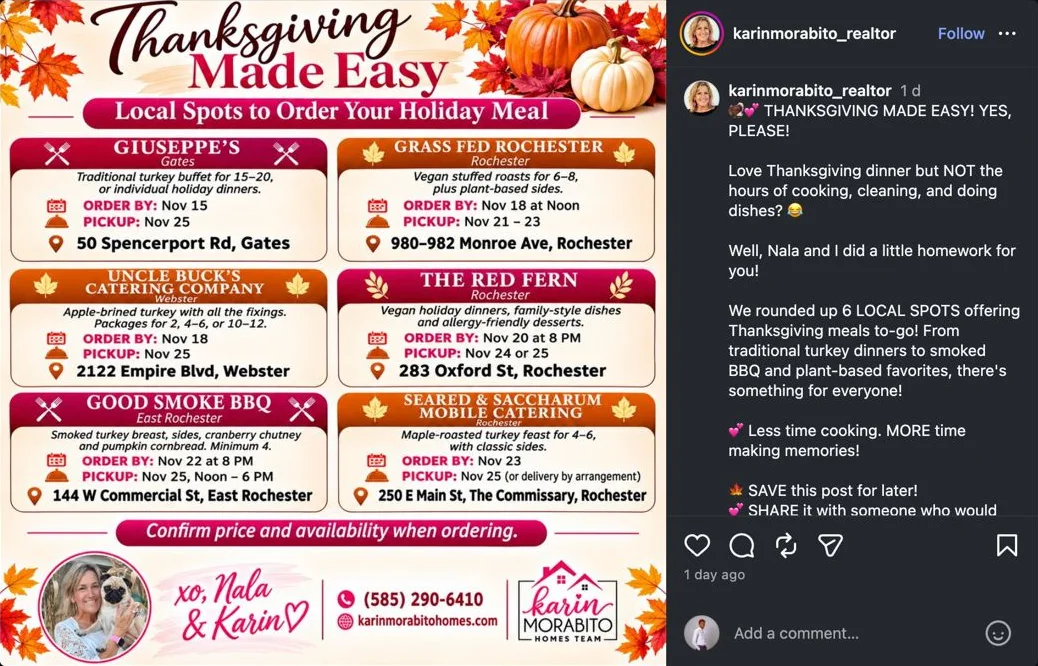 Thanksgiving
Made Easy
Local Spots to Order Your Holiday Meal
GIUSEPPE'S
Gates
Traditional turkey buffet for 15–20,
or individual holiday dinners.
ORDER BY: Nov 15
PICKUP: Nov 25
50 Spencerport Rd, Gates
GRASS FED ROCHESTER
Rochester
Vegan stuffed roasts for 6–8,
plus plant-based sides.
ORDER BY: Nov 18 at Noon
PICKUP: Nov 21 – 23
980–982 Monroe Ave, Rochester
UNCLE BUCK'S
CATERING COMPANY
Webster
Apple-brined turkey with all the fixings.
Packages for 2, 4–6, or 10–12.
ORDER BY: Nov 18
PICKUP: Nov 25
2122 Empire Blvd, Webster
THE RED FERN
Rochester
Vegan holiday dinners, family-style dishes
and allergy-friendly desserts.
ORDER BY: Nov 20 at 8 PM
PICKUP: Nov 24 or 25
283 Oxford St, Rochester
GOOD SMOKE BBQ
East Rochester
Smoked turkey breast, sides, cranberry chutney
and pumpkin cornbread. Minimum 4.
ORDER BY: Nov 22 at 8 PM
PICKUP: Nov 25, Noon – 6 PM
144 W Commercial St, East Rochester
SEARED & SACCHARUM
MOBILE CATERING
Rochester
Maple-roasted turkey feast for 4–6,
with classic sides.
ORDER BY: Nov 23
PICKUP: Nov 25 (or delivery by arrangement)
250 E Main St, The Commissary, Rochester
Confirm price and availability when ordering.
xo, Nala
& Karin
(585) 290-6410
karinmorabitohomes.com
karin
MORABITO
HOMES TEAM
karinmorabito_realtor
Follow
karinmorabito_realtor 1 d
🦃💕 THANKSGIVING MADE EASY! YES,
PLEASE!
Love Thanksgiving dinner but NOT the
hours of cooking, cleaning, and doing
dishes? 😂
Well, Nala and I did a little homework for
you!
We rounded up 6 LOCAL SPOTS offering
Thanksgiving meals to-go! From
traditional turkey dinners to smoked
BBQ and plant-based favorites, there's
something for everyone!
💕 Less time cooking. MORE time
making memories!
🍁 SAVE this post for later!
💕 SHARE it with someone who would
1 day ago
Add a comment...